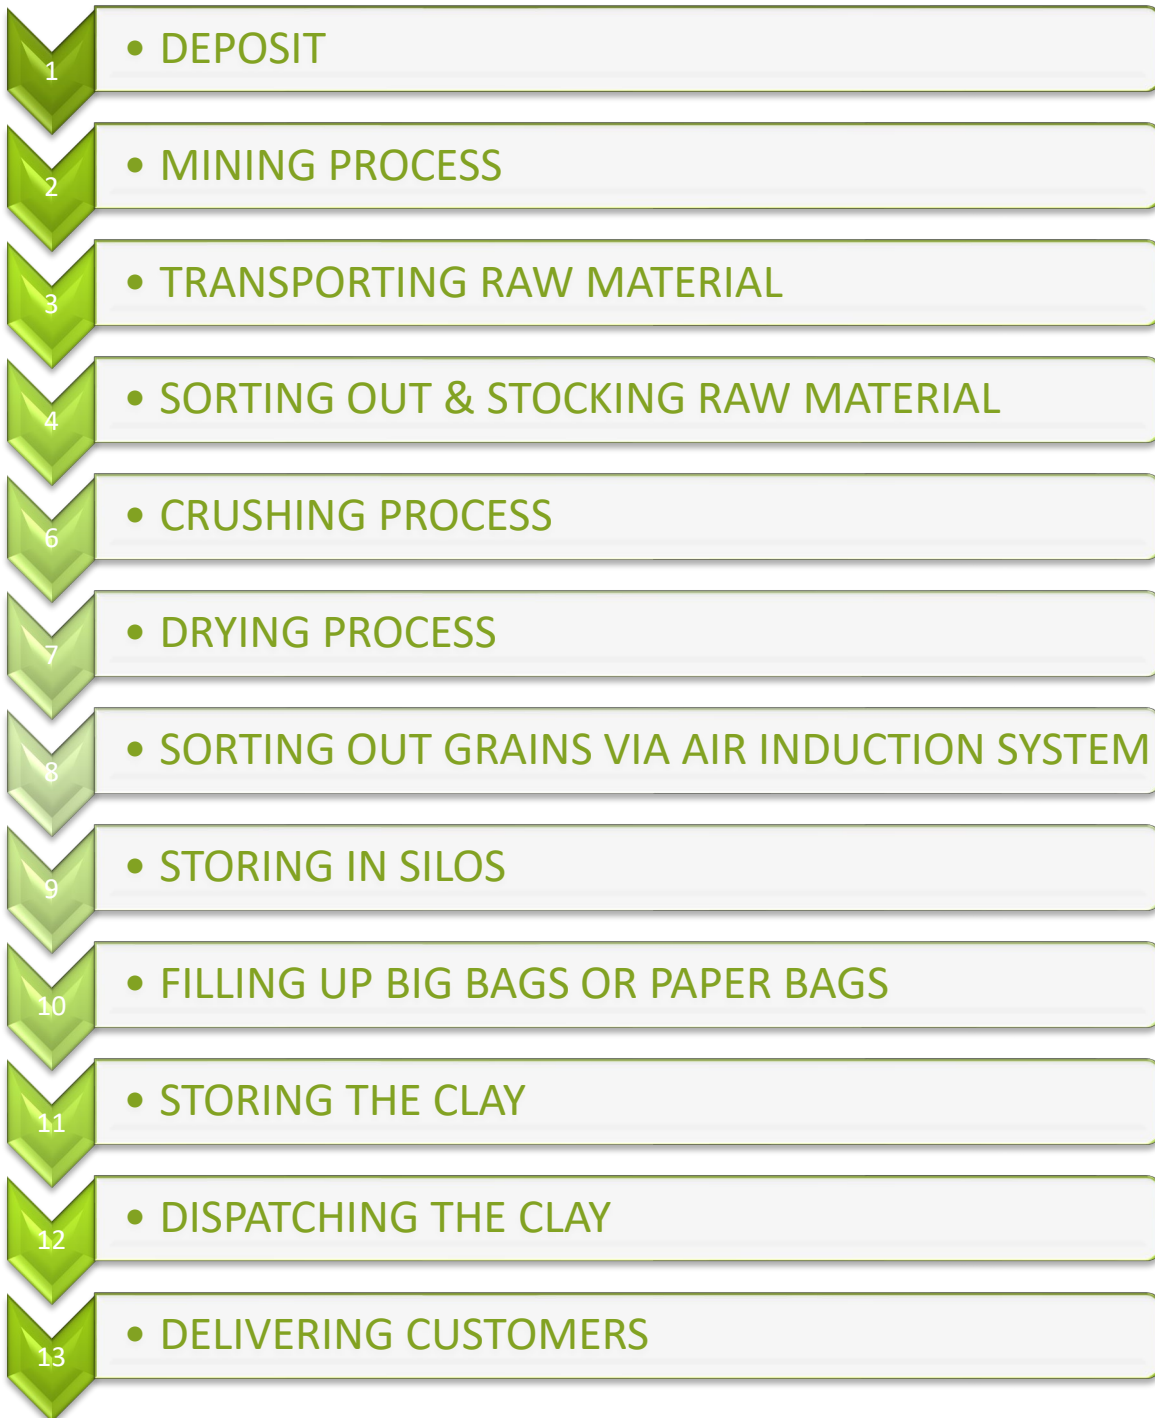 1
• DEPOSIT
2
• MINING PROCESS
3
• TRANSPORTING RAW MATERIAL
4
• SORTING OUT & STOCKING RAW MATERIAL
6
• CRUSHING PROCESS
7
• DRYING PROCESS
8
• SORTING OUT GRAINS VIA AIR INDUCTION SYSTEM
9
• STORING IN SILOS
10
• FILLING UP BIG BAGS OR PAPER BAGS
11
• STORING THE CLAY
12
• DISPATCHING THE CLAY
13
• DELIVERING CUSTOMERS